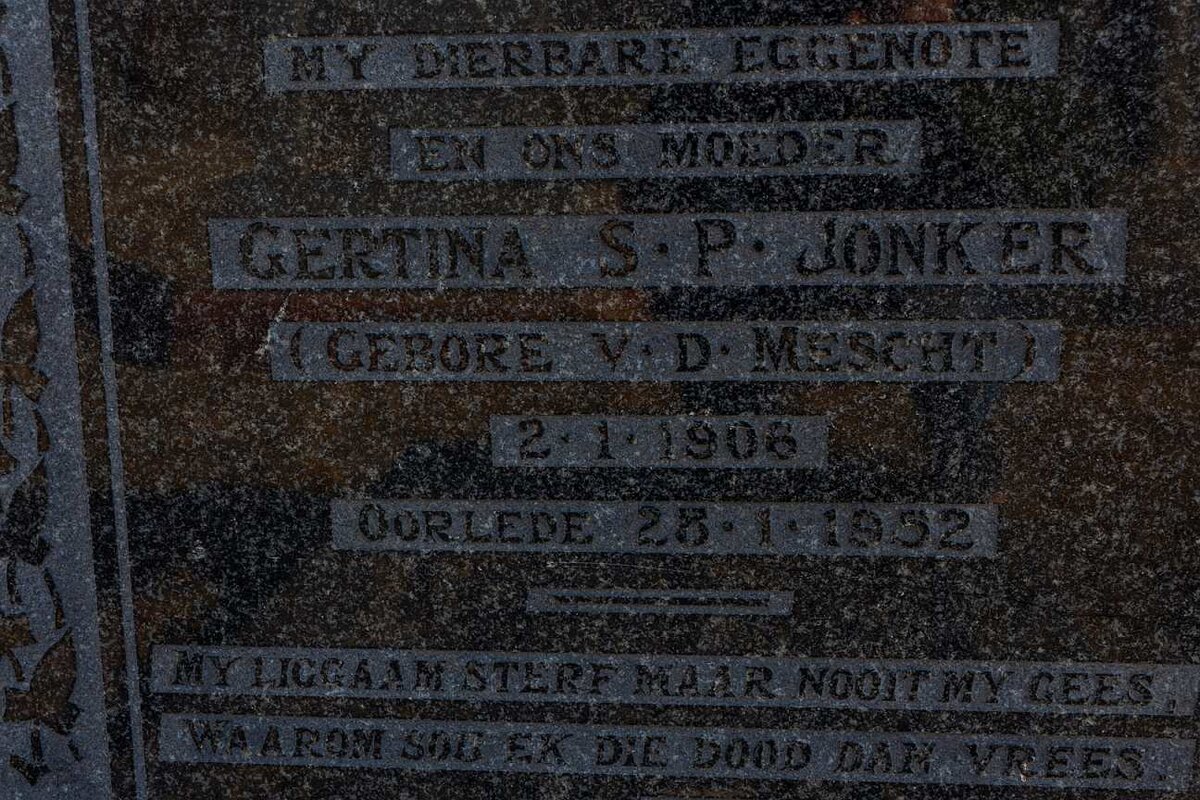 MY DIERBARE EGGENOTE
EN ONS MOEDER
GERTINA S. P. JONKER
(GEBORE V. D. MESCHT)
2.1.1906
OORLEDE 28.1.1952
MY LIGGAAM STERF MAAR NOOIT MY GEES,
WAAROM SOU EK DIE DOOD DAN VREES.